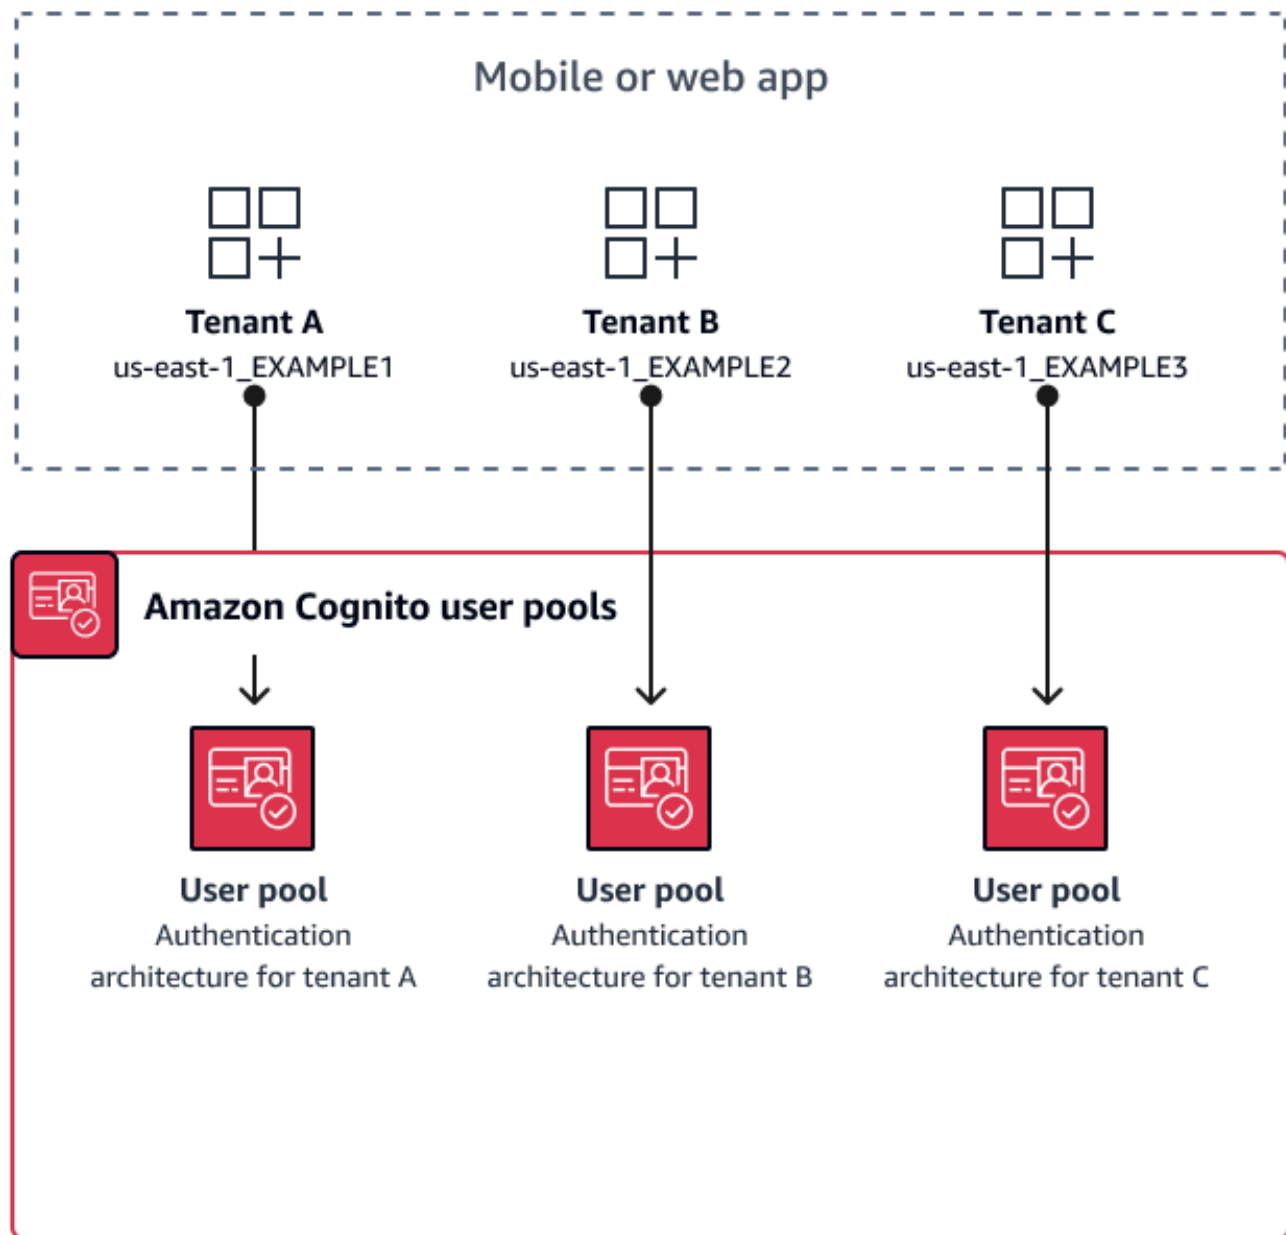 Mobile or web app
Tenant A
Tenant B
Tenant C
us-east-1_EXAMPLE1
us-east-1_EXAMPLE2
us-east-1_EXAMPLE3
Amazon Cognito user pools
User pool
User pool
User pool
Authentication
architecture for tenant A
Authentication
architecture for tenant B
Authentication
architecture for tenant C